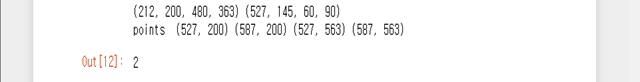 (212, 200, 480, 363) (527, 145, 60, 90)
points (527, 200) (587, 200) (527, 563) (587, 563)
Out[12]: 2